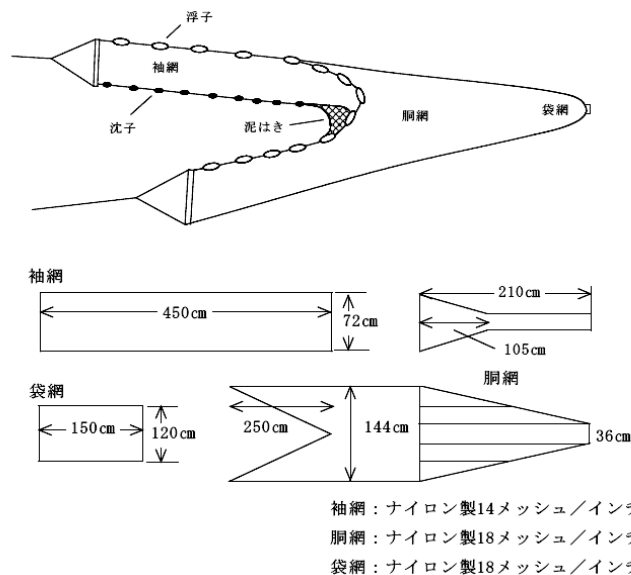 浮子
袖網
袋網
胴網
泥はき
沈子
袖網
450cm
72cm
210cm
105cm
袋網
胴網
150cm
120cm
250cm
144cm
36cm
袖網：ナイロン製14メッシュ／イン
胴網：ナイロン製18メッシュ／イン
袋網：ナイロン製18メッシュ／イン